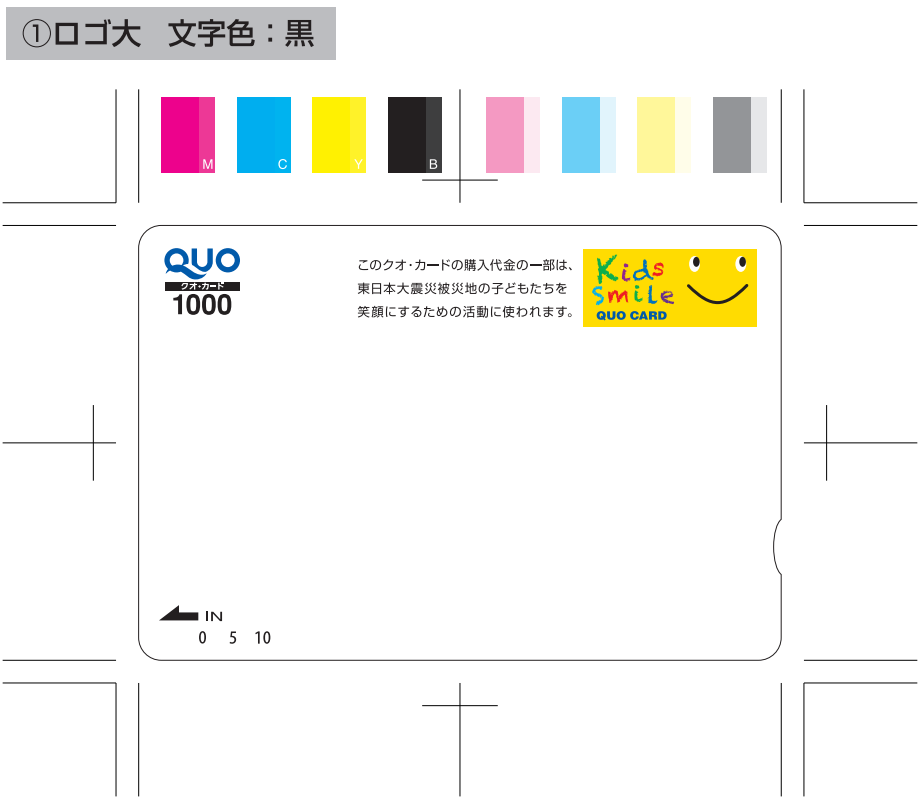 ①ロゴ大　文字色：黒
M C Y B
QUO
クオ・カード
1000
このクオ・カードの購入代金の一部は、
東日本大震災被災地の子どもたちを
笑顔にするための活動に使われます。
Kids
Smile
QUO CARD
IN
0 5 10